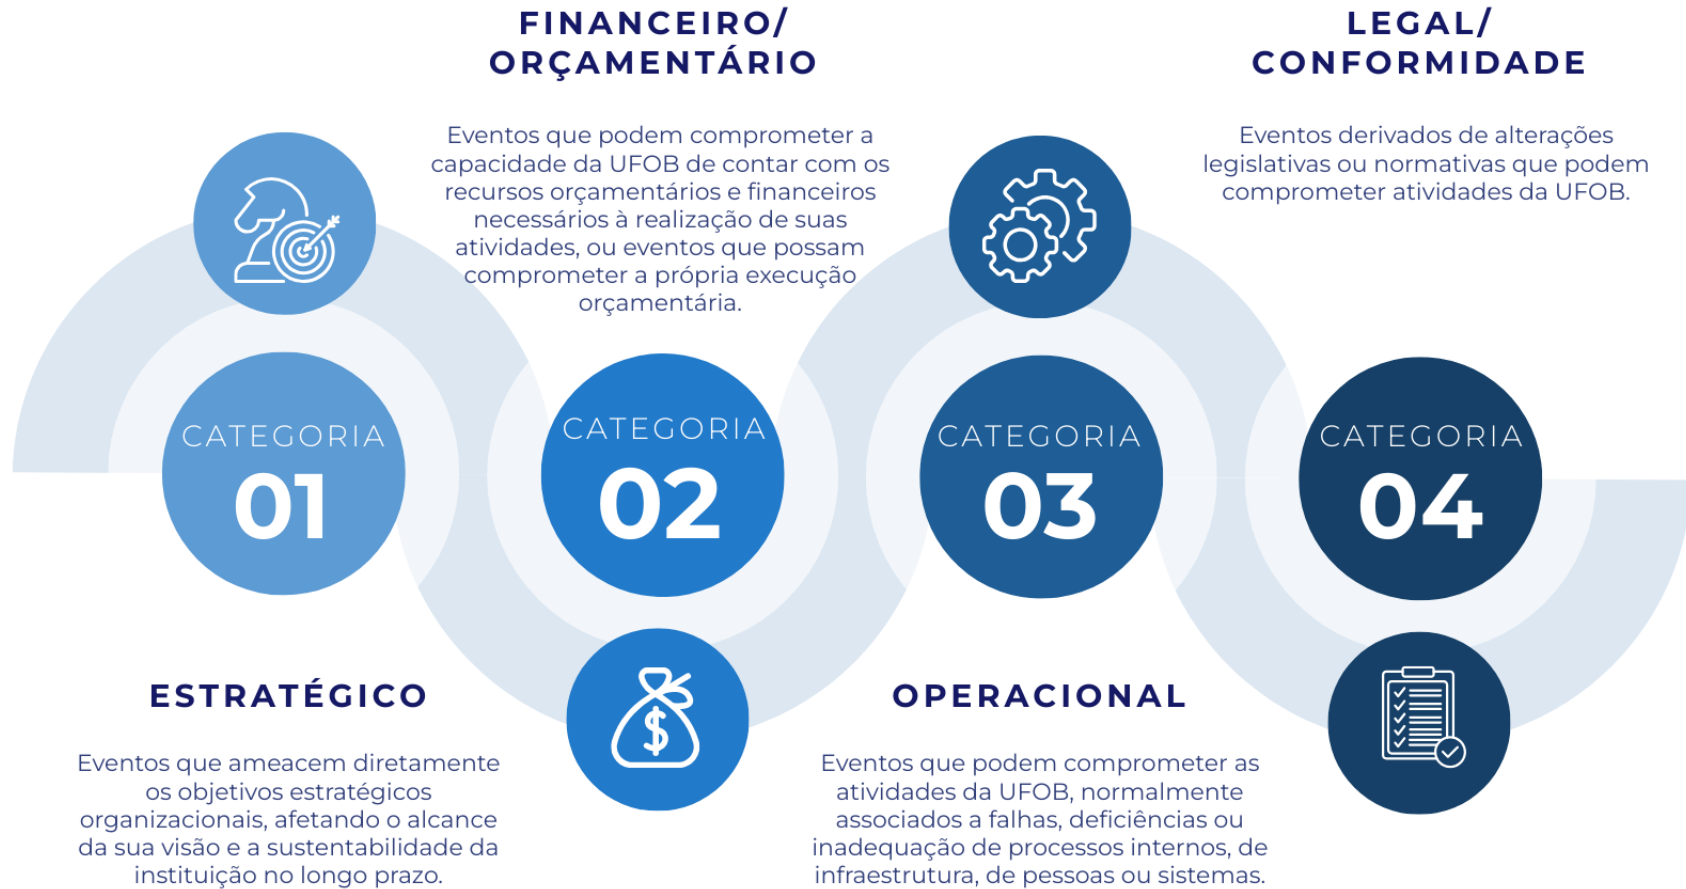 FINANCEIRO/
ORÇAMENTÁRIO
Eventos que podem comprometer a
capacidade da UFOB de contar com os
recursos orçamentários e financeiros
necessários à realização de suas
atividades, ou eventos que possam
comprometer a própria execução
orçamentária.
LEGAL/
CONFORMIDADE
Eventos derivados de alterações
legislativas ou normativas que podem
comprometer atividades da UFOB.
CATEGORIA
01
CATEGORIA
02
CATEGORIA
03
CATEGORIA
04
ESTRATÉGICO
Eventos que ameacem diretamente
os objetivos estratégicos
organizacionais, afetando o alcance
da sua visão e a sustentabilidade da
instituição no longo prazo.
$
OPERACIONAL
Eventos que podem comprometer as
atividades da UFOB, normalmente
associados a falhas, deficiências ou
inadequação de processos internos, de
infraestrutura, de pessoas ou sistemas.